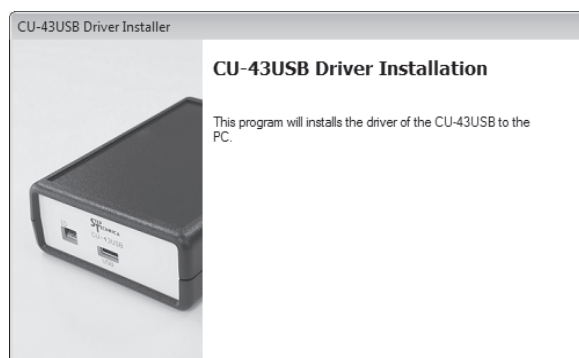 CU-43USB Driver Installer
CU-43USB Driver Installation
This program will installs the driver of the CU-43USB to the
PC.
CU-43USB